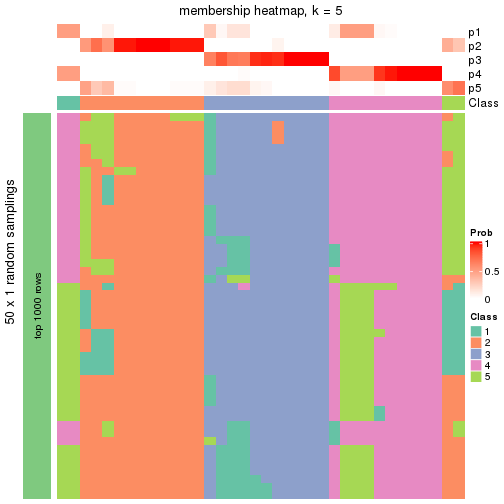 membership heatmap, k = 5
p1
p2
p3
p4
p5
Class
50 x 1 random samplings
top 1000 rows
Prob
1
0.5
0
Class
1
2
3
4
5